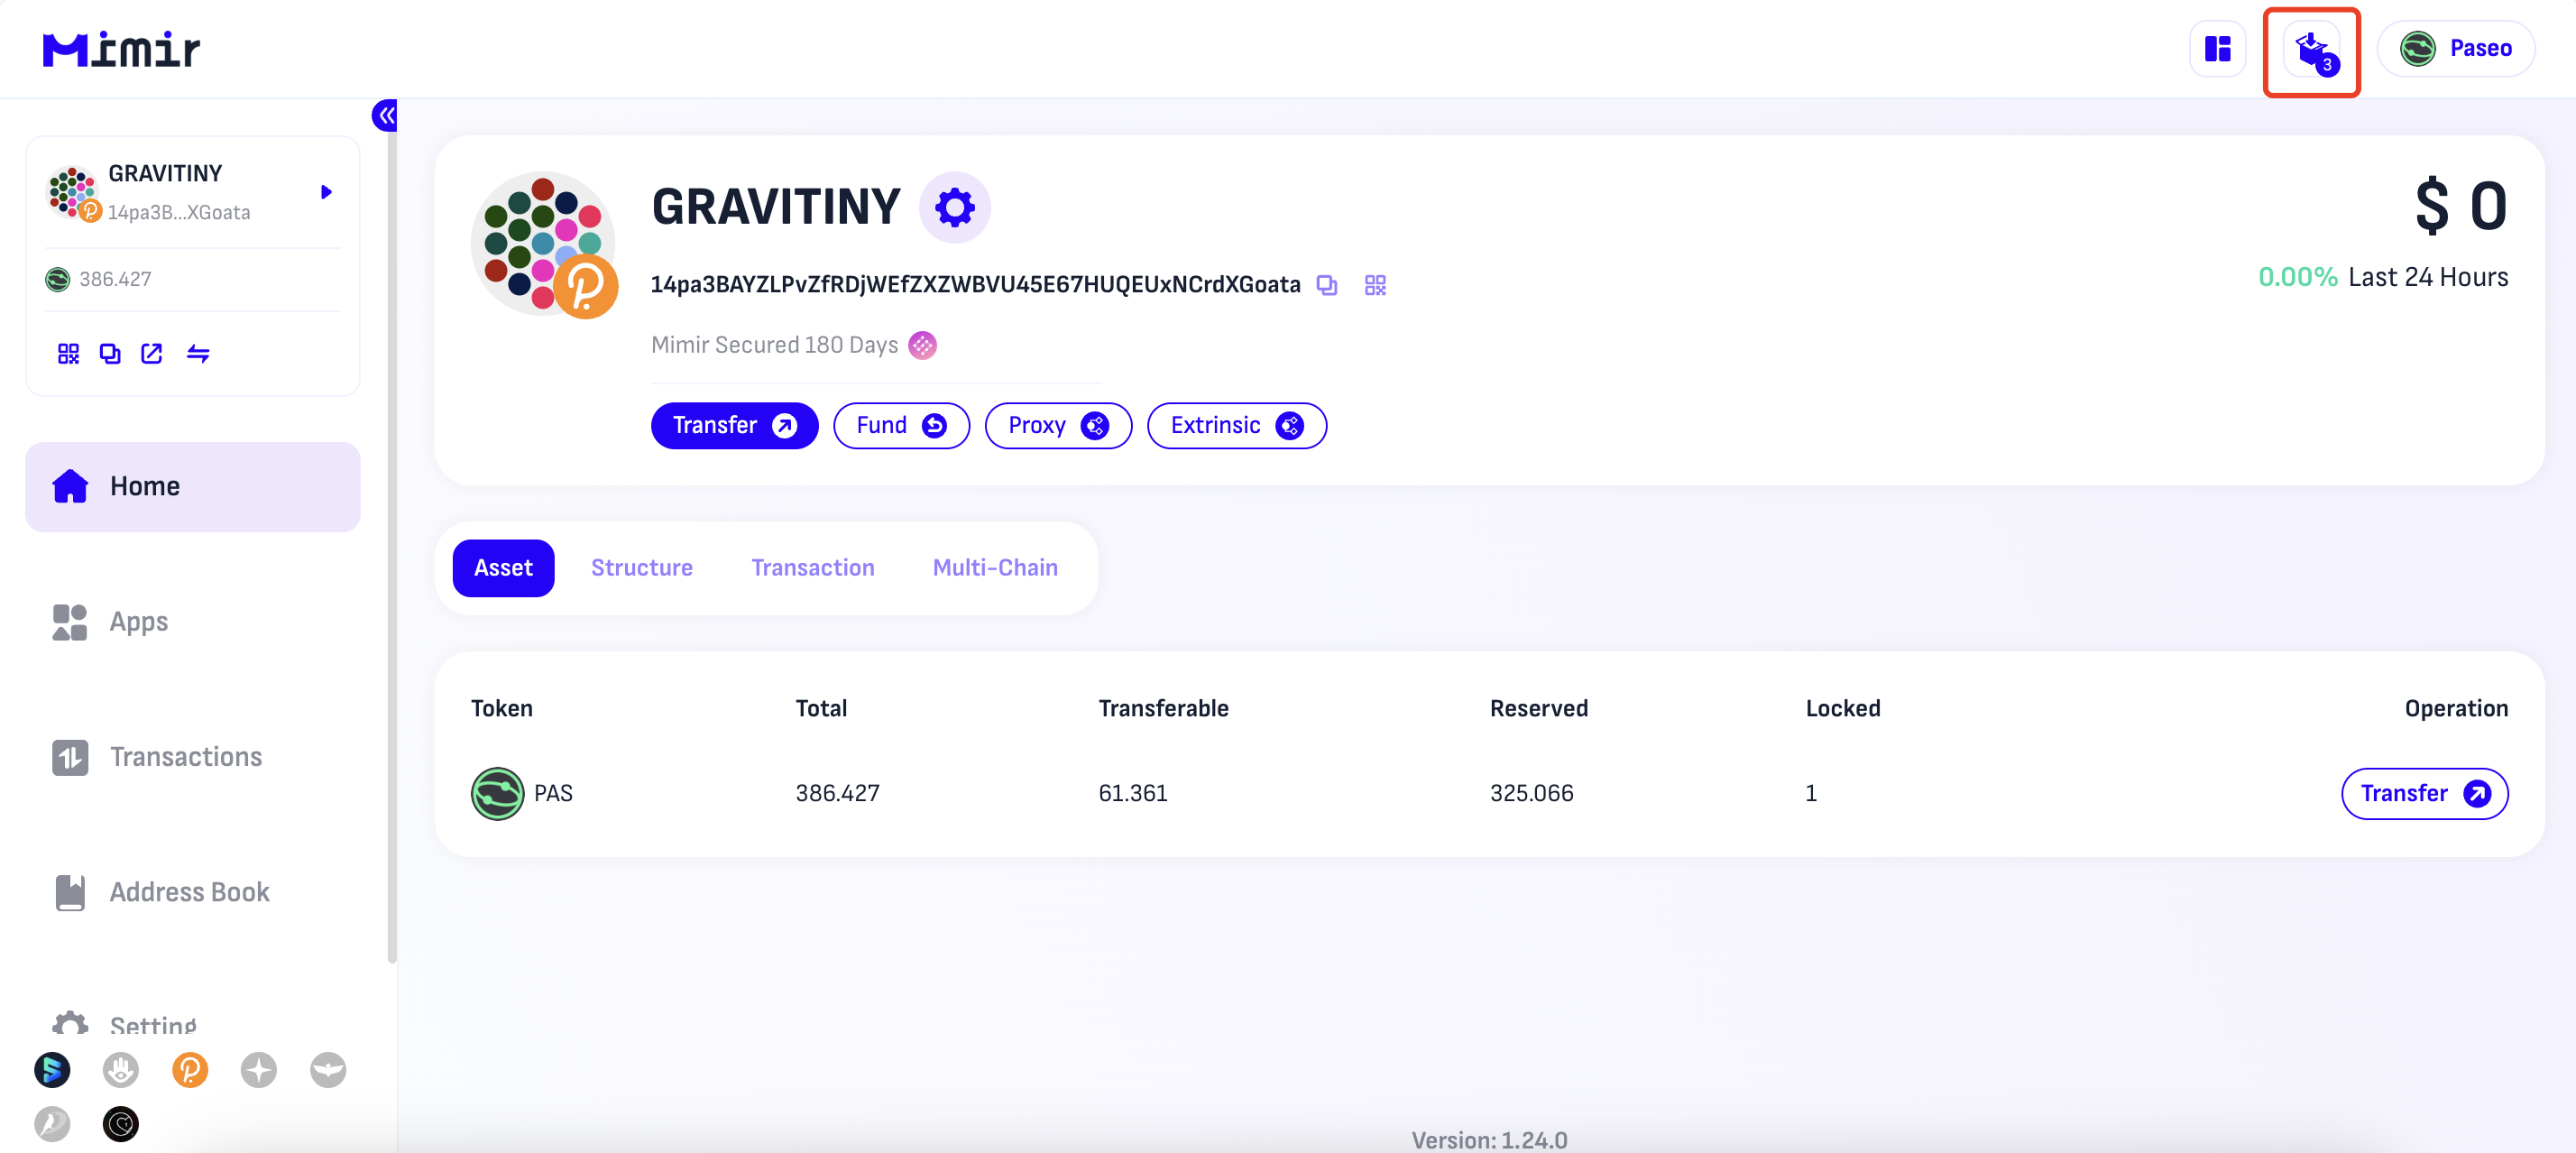 Mimir
3
Paseo
GRAVITINY
14pa3B...XGoata
386.427
Home
Apps
Transactions
Address Book
Setting
GRAVITINY
14pa3BAYZLPvZfRDjWEfZXZWBVU45E67HUQEUxNCrdXGoata
Mimir Secured 180 Days
Transfer
Fund
Proxy
Extrinsic
$ 0
0.00% Last 24 Hours
Asset
Structure
Transaction
Multi-Chain
Token Total Transferable Reserved Locked Operation
PAS 386.427 61.361 325.066 1 Transfer
Version: 1.24.0